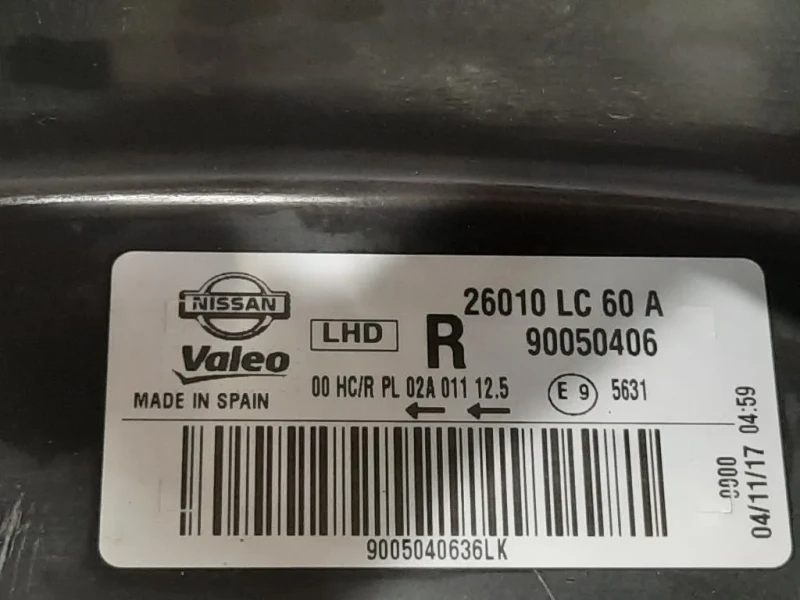 NISSAN
Valeo
MADE IN SPAIN
LHD
R
26010 LC 60 A
90050406
00 HC/R PL 02A 011 12.5
E 9
5631
9005040636LK
04/11/17 04:59